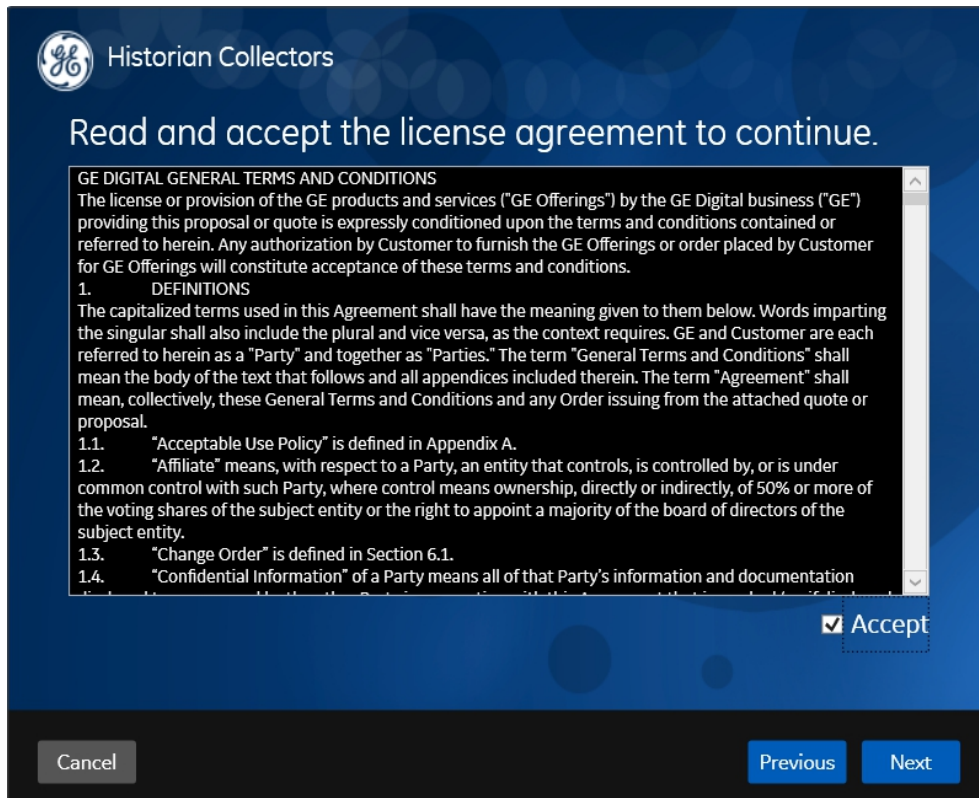 Historian Collectors
Read and accept the license agreement to continue.
GE DIGITAL GENERAL TERMS AND CONDITIONS
The license or provision of the GE products and services ("GE Offerings") by the GE Digital business ("GE")
providing this proposal or quote is expressly conditioned upon the terms and conditions contained or
referred to herein. Any authorization by Customer to furnish the GE Offerings or order placed by Customer
for GE Offerings will constitute acceptance of these terms and conditions.
1. DEFINITIONS
The capitalized terms used in this Agreement shall have the meaning given to them below. Words imparting
the singular shall also include the plural and vice versa, as the context requires. GE and Customer are each
referred to herein as a "Party" and together as "Parties." The term "General Terms and Conditions" shall
mean the body of the text that follows and all appendices included therein. The term "Agreement" shall
mean, collectively, these General Terms and Conditions and any Order issuing from the attached quote or
proposal.
1.1. “Acceptable Use Policy” is defined in Appendix A.
1.2. “Affiliate” means, with respect to a Party, an entity that controls, is controlled by, or is under
common control with such Party, where control means ownership, directly or indirectly, of 50% or more of
the voting shares of the subject entity or the right to appoint a majority of the board of directors of the
subject entity.
1.3. “Change Order” is defined in Section 6.1.
1.4. “Confidential Information” of a Party means all of that Party’s information and documentation
Accept
Cancel
Previous
Next